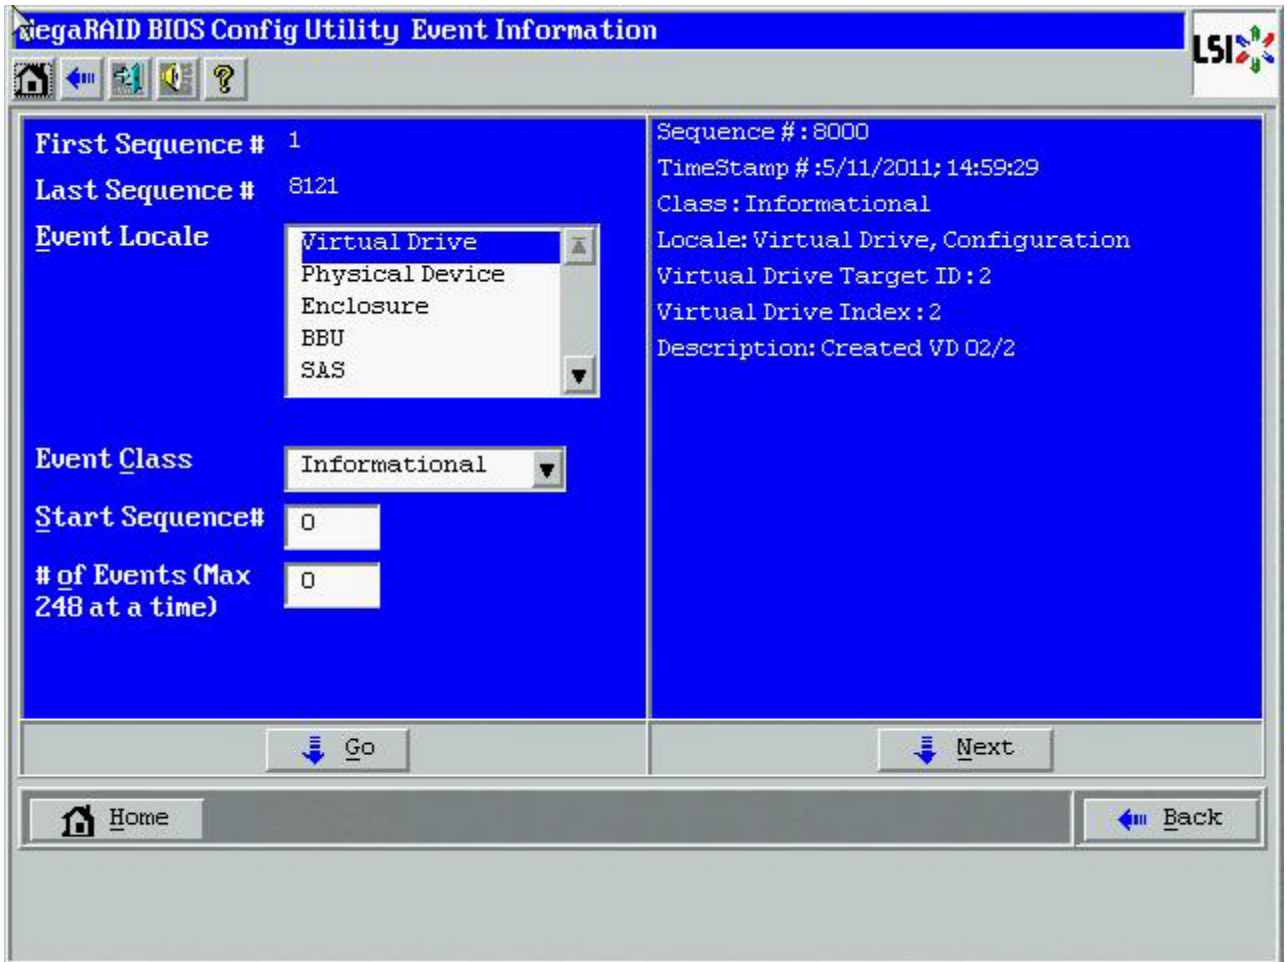 MegaRAID BIOS Config Utility Event Information
LSI
First Sequence # 1
Last Sequence # 8121
Event Locale
Virtual Drive
Physical Device
Enclosure
BBU
SAS
Event Class Informational
Start Sequence# 0
# of Events (Max
248 at a time) 0
Sequence #: 8000
TimeStamp #:5/11/2011; 14:59:29
Class: Informational
Locale: Virtual Drive, Configuration
Virtual Drive Target ID: 2
Virtual Drive Index: 2
Description: Created VD 02/2
Go
Next
Home
Back